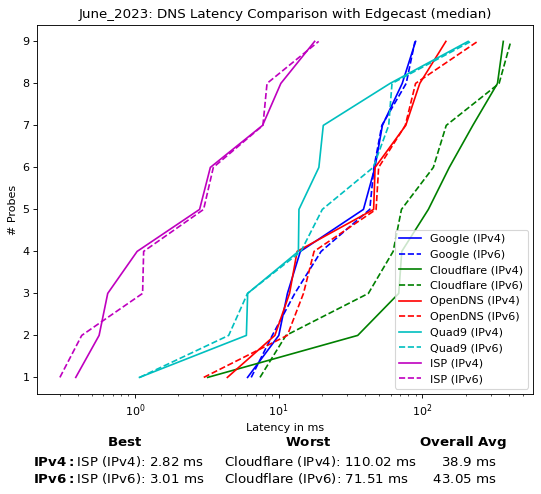 June_2023: DNS Latency Comparison with Edgecast (median)
# Probes
9
8
7
6
5
4
3
2
1
Google (IPv4)
Google (IPv6)
Cloudflare (IPv4)
Cloudflare (IPv6)
OpenDNS (IPv4)
OpenDNS (IPv6)
Quad9 (IPv4)
Quad9 (IPv6)
ISP (IPv4)
ISP (IPv6)
10⁰ 10¹ 10²
Latency in ms
Best Worst Overall Avg
IPv4: ISP (IPv4): 2.82 ms Cloudflare (IPv4): 110.02 ms 38.9 ms
IPv6: ISP (IPv6): 3.01 ms Cloudflare (IPv6): 71.51 ms 43.05 ms